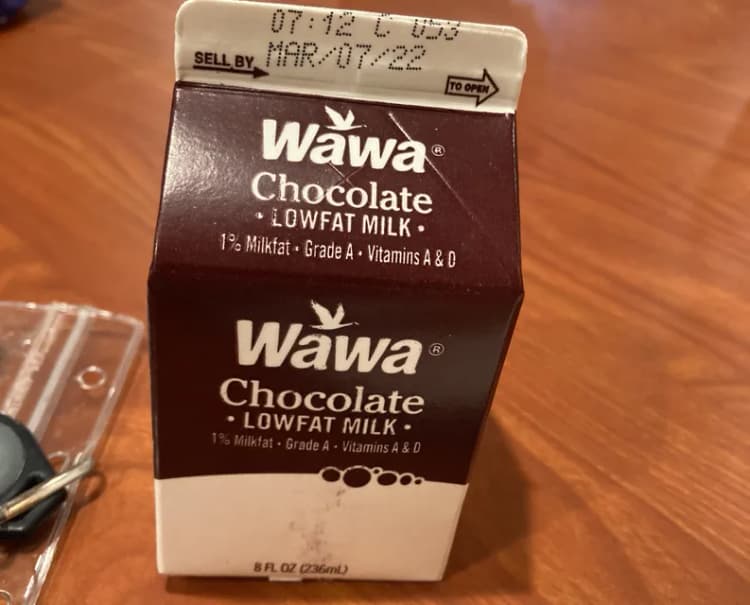 07:12 C 053
SELL BY MAR/07/22
TO OPEN
Wawa®
Chocolate
• LOWFAT MILK •
1% Milkfat • Grade A • Vitamins A & D
Wawa®
Chocolate
• LOWFAT MILK •
1% Milkfat • Grade A • Vitamins A & D
8 FL OZ (236mL)